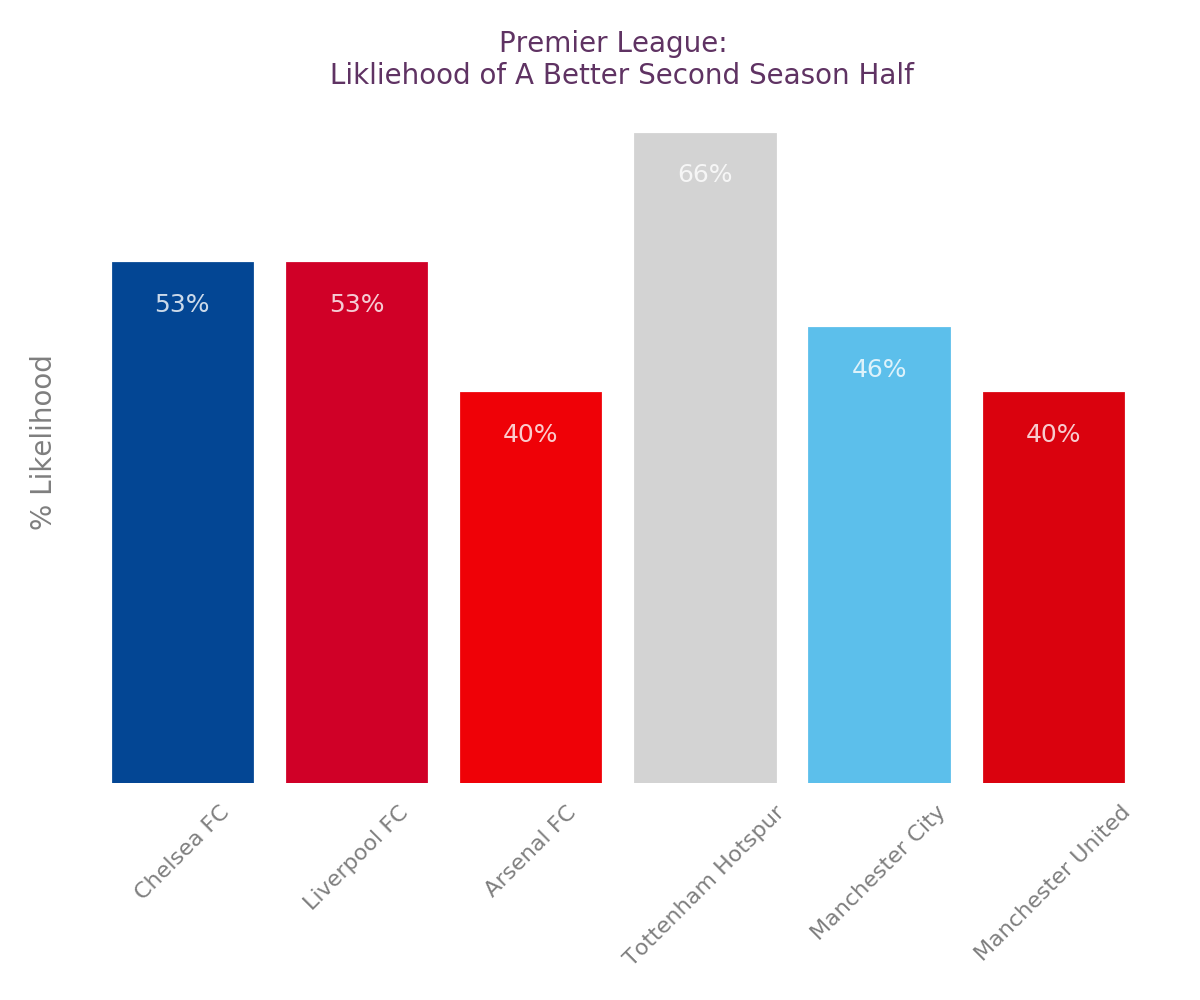 Premier League:
Likliehood of A Better Second Season Half
66%
53%
53%
46%
40%
40%
% Likelihood
Chelsea FC
Liverpool FC
Arsenal FC
Tottenham Hotspur
Manchester City
Manchester United